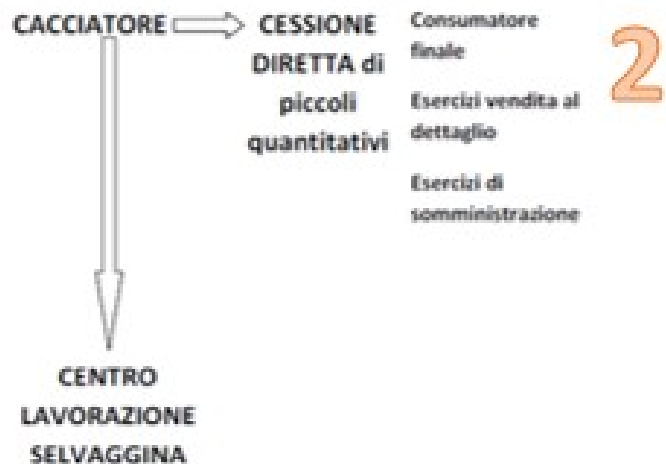 CACCIATORE
CESSIONE
DIRETTA di
piccoli
quantitativi
Consumatore
finale
Esercizi vendita al
dettaglio
Esercizi di
somministrazione
2
CENTRO
LAVORAZIONE
SELVAGGINA